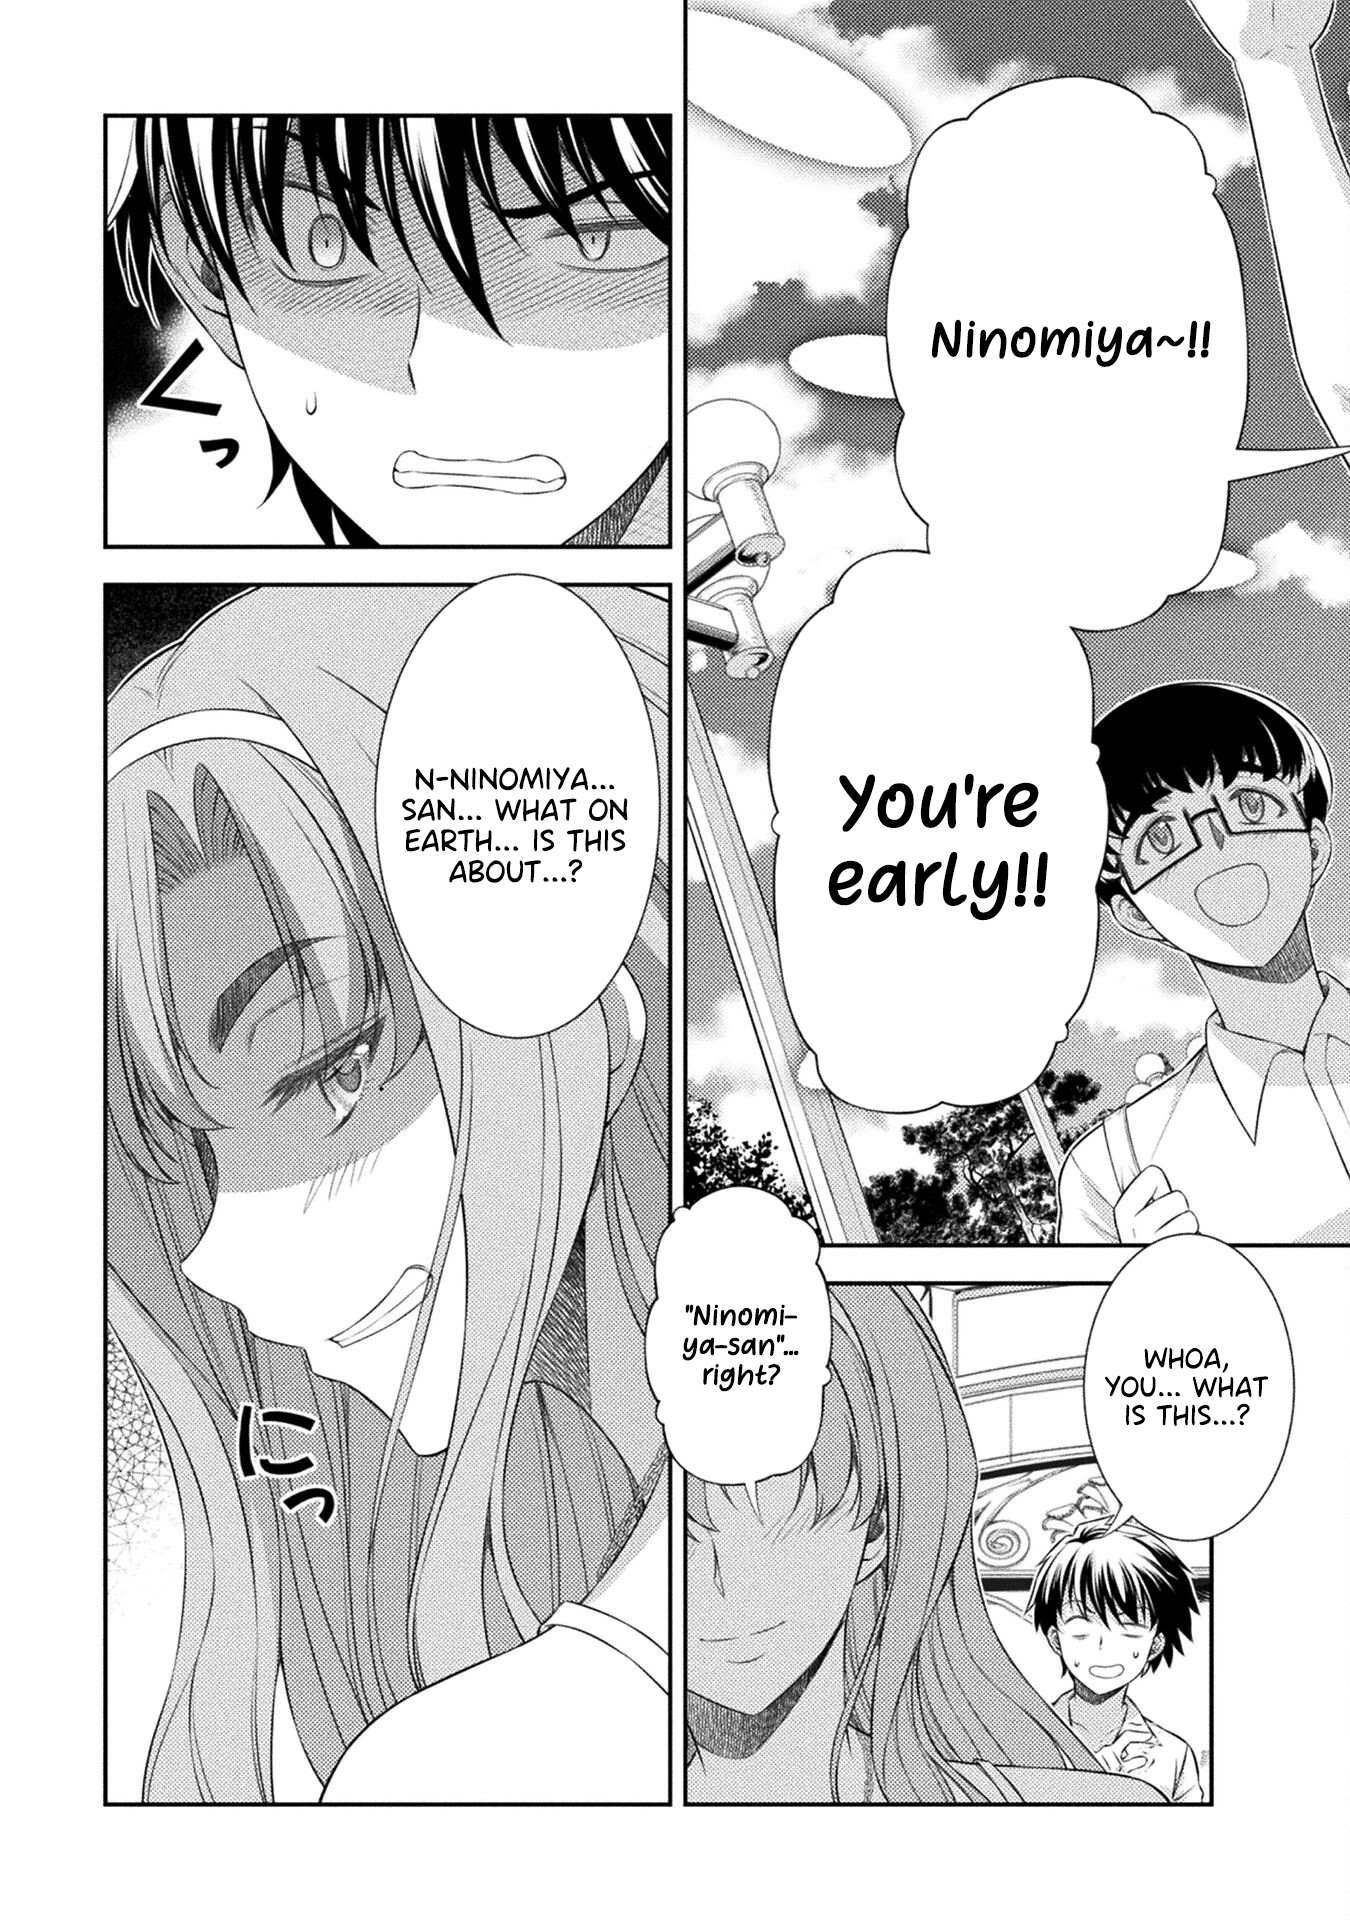 Ninomiya~!!
You're
early!!
WHOA,
YOU... WHAT
IS THIS...?
"Ninomi-
ya-san"...
right?
くっ
N-NINOMIYA...
SAN... WHAT ON
EARTH... IS THIS
ABOUT...?
にっ